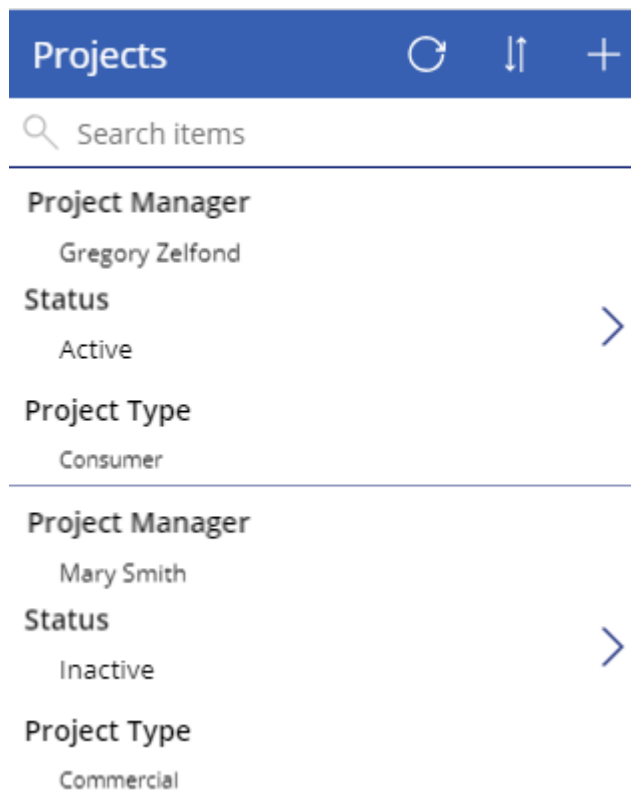 Projects
Search items
Project Manager
Gregory Zelfond
Status
Active
Project Type
Consumer
Project Manager
Mary Smith
Status
Inactive
Project Type
Commercial